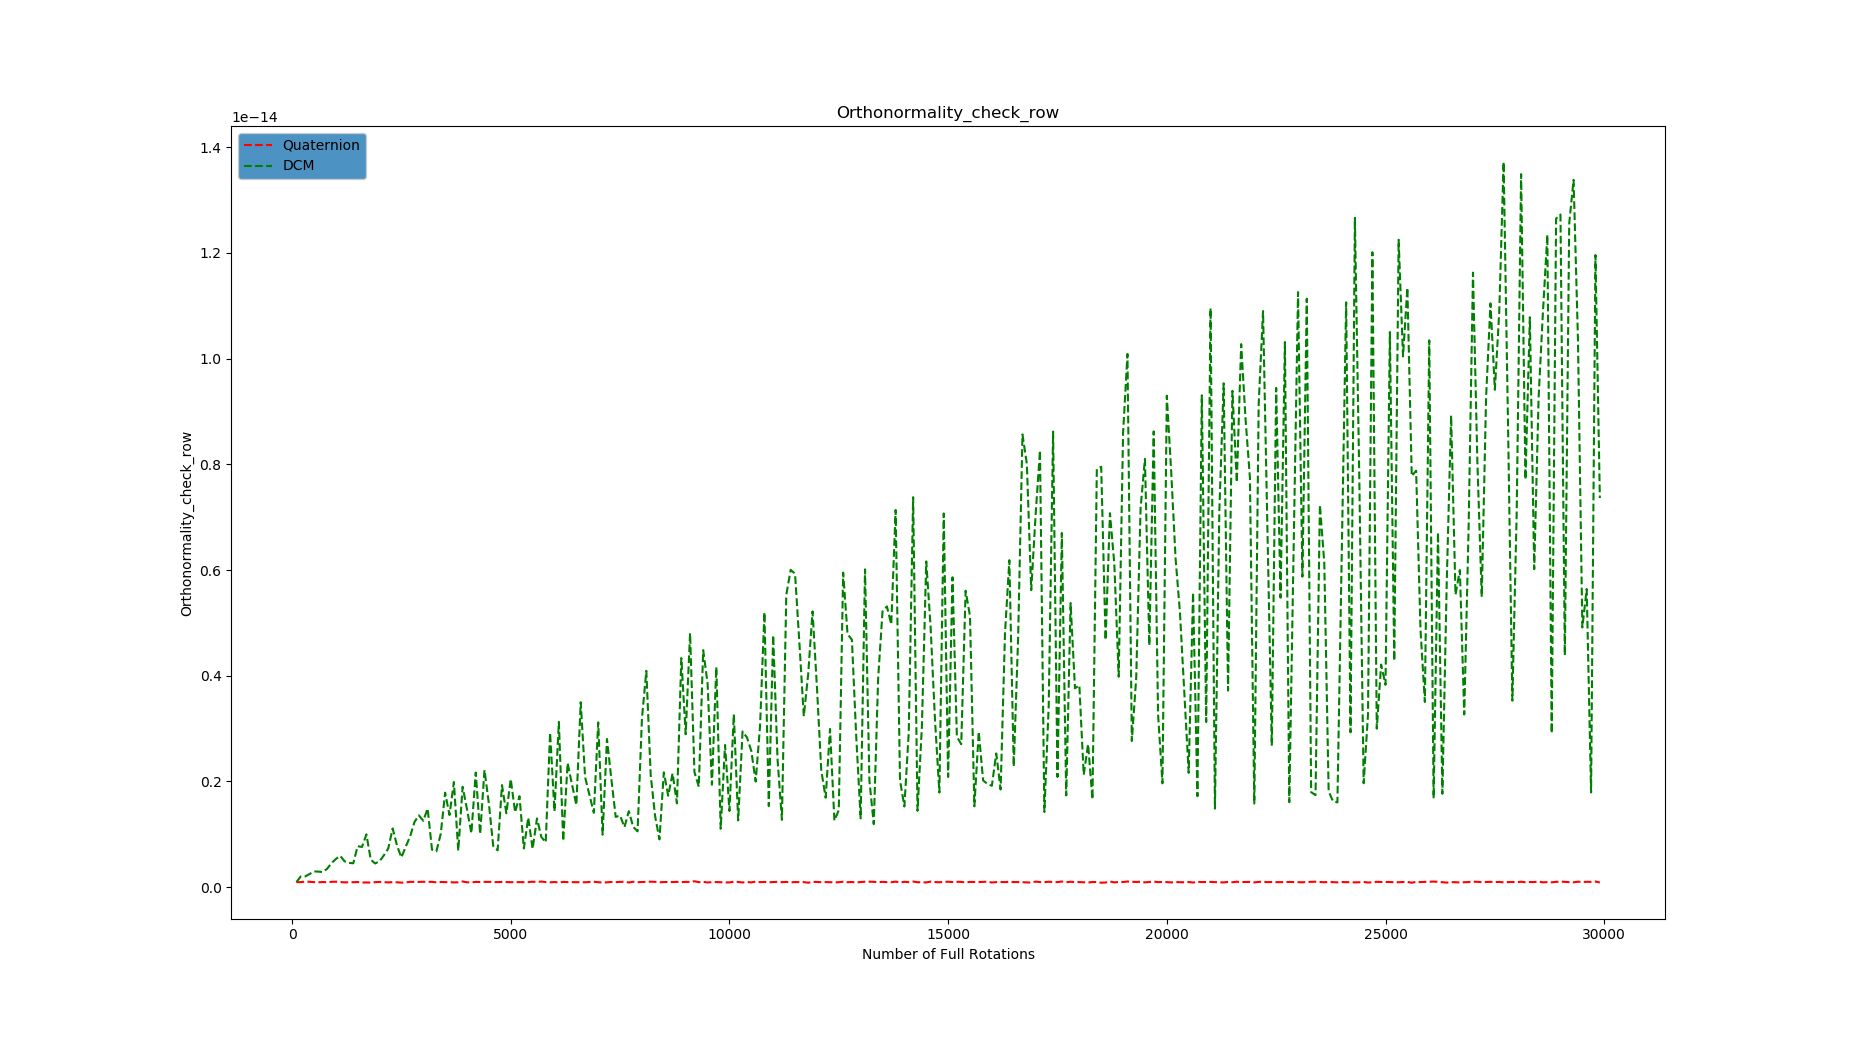 Orthonormality_check_row
1e−14
Quaternion
DCM
1.4
1.2
1.0
0.8
0.6
0.4
0.2
0.0
Orthonormality_check_row
0 5000 10000 15000 20000 25000 30000
Number of Full Rotations